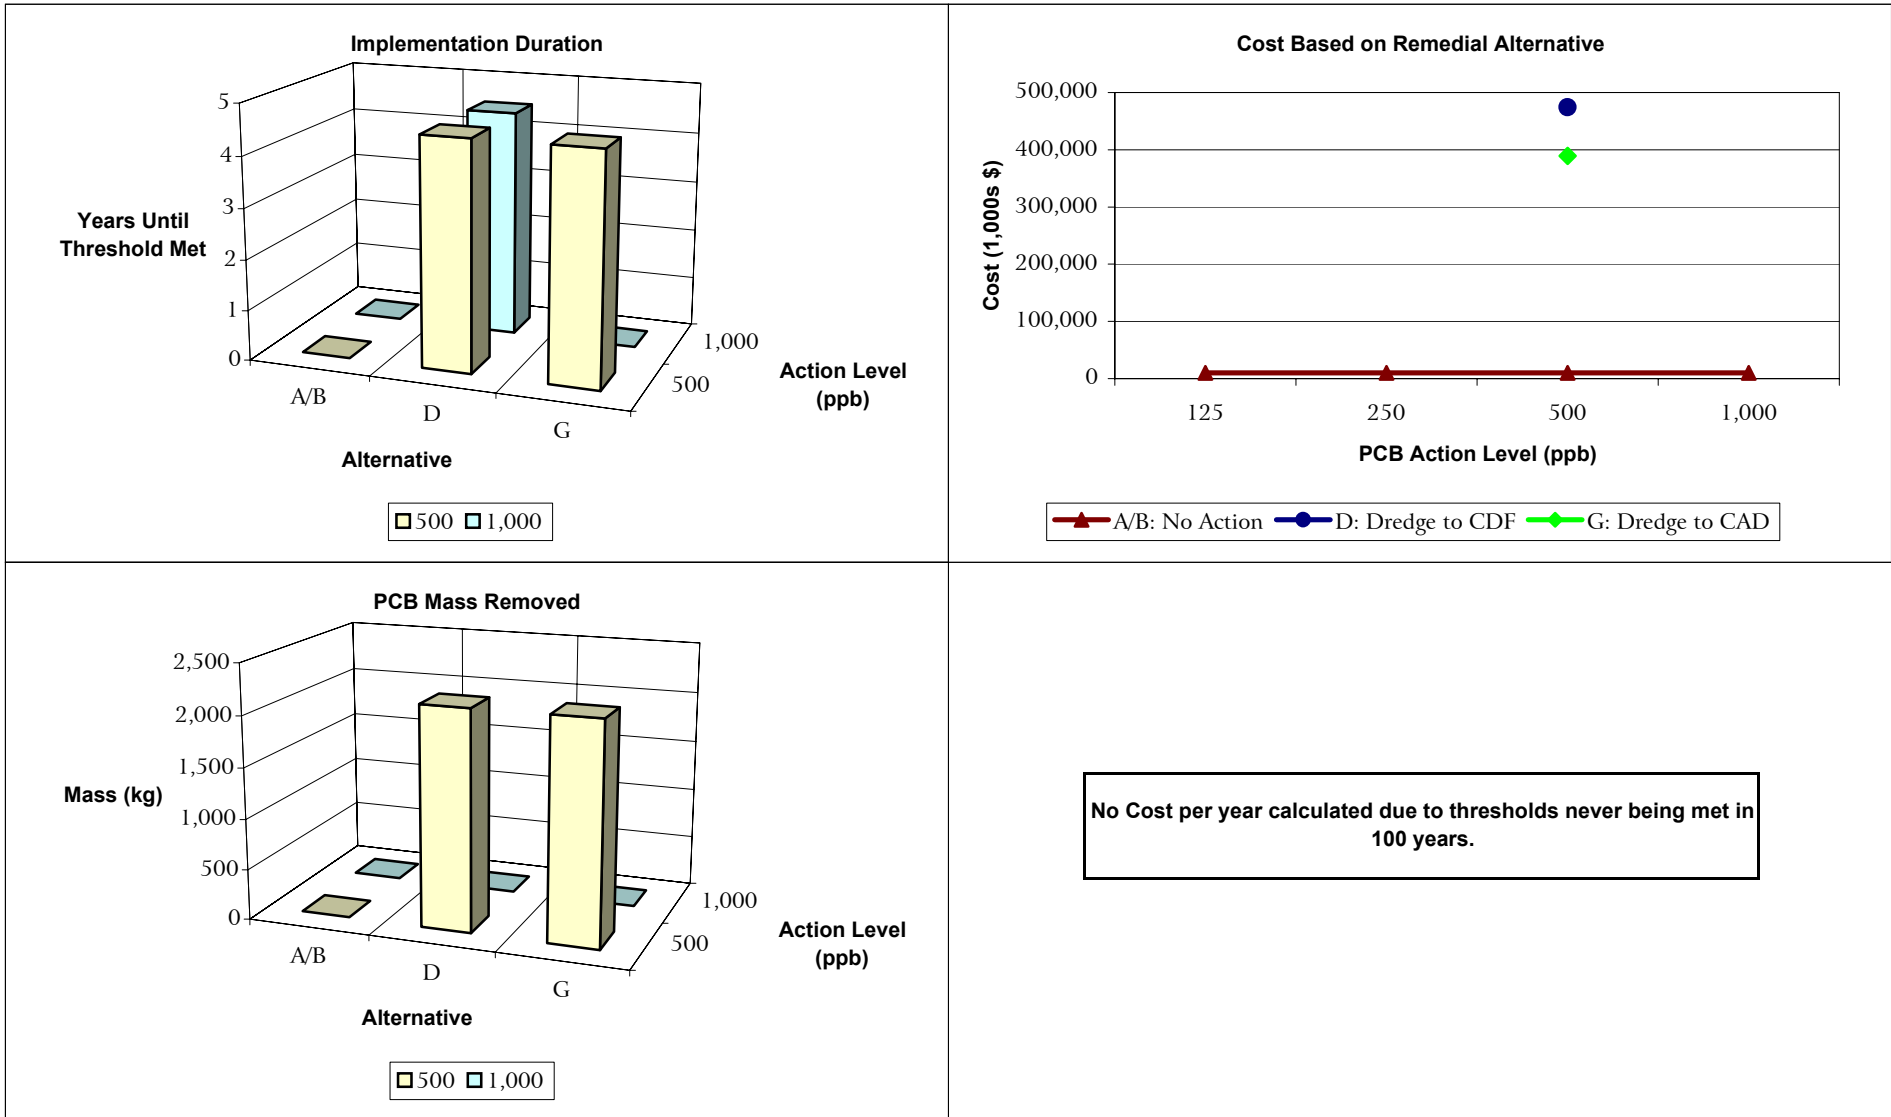 Implementation Duration
5
4
3
2
1
0
Years Until
Threshold Met
A/B
D
G
Alternative
1,000
500
Action Level
(ppb)
500 1,000
Cost Based on Remedial Alternative
500,000
400,000
300,000
200,000
100,000
0
Cost (1,000s $)
125 250 500 1,000
PCB Action Level (ppb)
A/B: No Action D: Dredge to CDF G: Dredge to CAD
PCB Mass Removed
2,500
2,000
1,500
1,000
500
0
Mass (kg)
A/B
D
G
Alternative
1,000
500
Action Level
(ppb)
500 1,000
No Cost per year calculated due to thresholds never being met in
100 years.